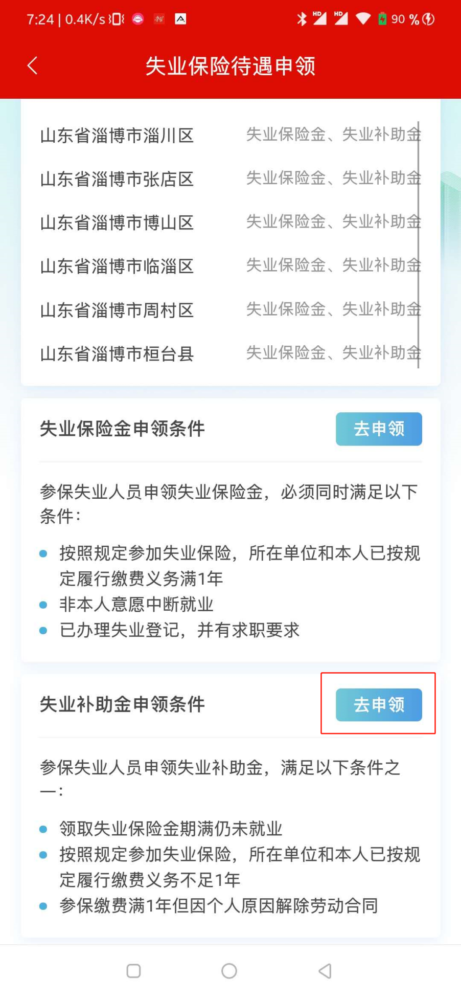 7:24 | 0.4K/s
HD HD 90 %
失业保险待遇申领
山东省淄博市淄川区 失业保险金、失业补助金
山东省淄博市张店区 失业保险金、失业补助金
山东省淄博市博山区 失业保险金、失业补助金
山东省淄博市临淄区 失业保险金、失业补助金
山东省淄博市周村区 失业保险金、失业补助金
山东省淄博市桓台县 失业保险金、失业补助金
失业保险金申领条件 去申领
参保失业人员申领失业保险金，必须同时满足以下
条件：
按照规定参加失业保险，所在单位和本人已按规
定履行缴费义务满1年
非本人意愿中断就业
已办理失业登记，并有求职要求
失业补助金申领条件 去申领
参保失业人员申领失业补助金，满足以下条件之
一：
领取失业保险金期满仍未就业
按照规定参加失业保险，所在单位和本人已按规
定履行缴费义务不足1年
参保缴费满1年但因个人原因解除劳动合同